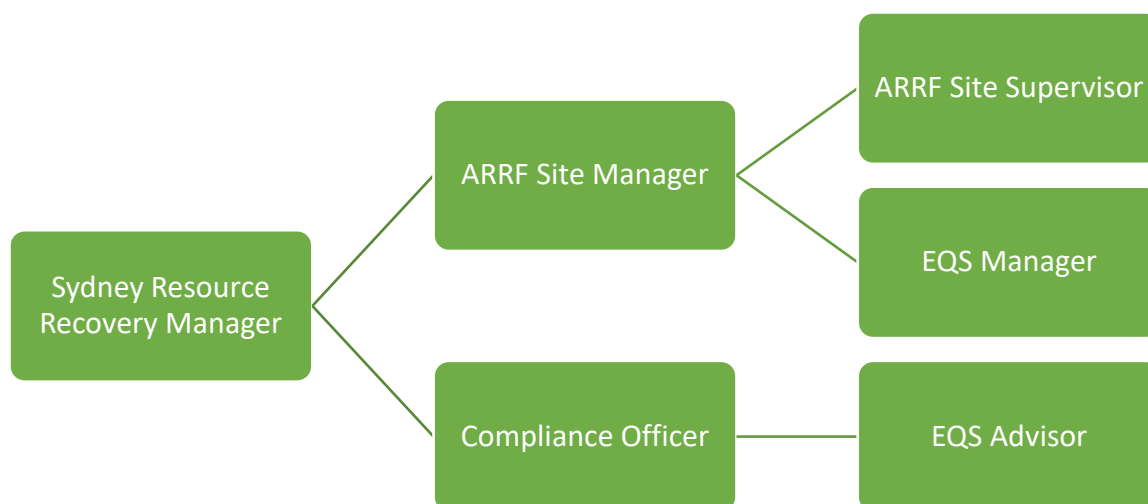 Sydney Resource
Recovery Manager
ARRF Site Manager
Compliance Officer
ARRF Site Supervisor
EQS Manager
EQS Advisor